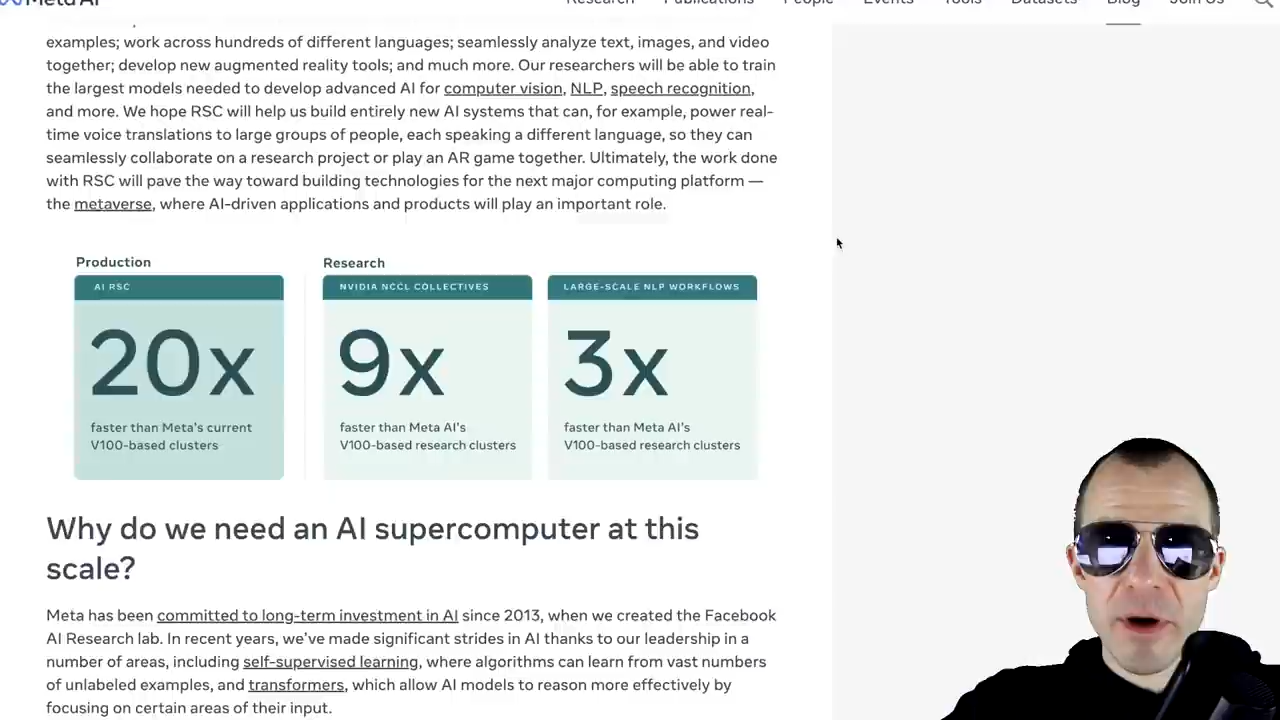 Meta AI
Research Publications People Events Tools Datasets Blog Join Us
examples; work across hundreds of different languages; seamlessly analyze text, images, and video
together; develop new augmented reality tools; and much more. Our researchers will be able to train
the largest models needed to develop advanced AI for computer vision, NLP, speech recognition,
and more. We hope RSC will help us build entirely new AI systems that can, for example, power real-
time voice translations to large groups of people, each speaking a different language, so they can
seamlessly collaborate on a research project or play an AR game together. Ultimately, the work done
with RSC will pave the way toward building technologies for the next major computing platform —
the metaverse, where AI-driven applications and products will play an important role.
Production
AI RSC
20x
faster than Meta's current
V100-based clusters
Research
NVIDIA NCCL COLLECTIVES
9x
faster than Meta AI's
V100-based research clusters
LARGE-SCALE NLP WORKFLOWS
3x
faster than Meta AI's
V100-based research clusters
Why do we need an AI supercomputer at this
scale?
Meta has been committed to long-term investment in AI since 2013, when we created the Facebook
AI Research lab. In recent years, we've made significant strides in AI thanks to our leadership in a
number of areas, including self-supervised learning, where algorithms can learn from vast numbers
of unlabeled examples, and transformers, which allow AI models to reason more effectively by
focusing on certain areas of their input.